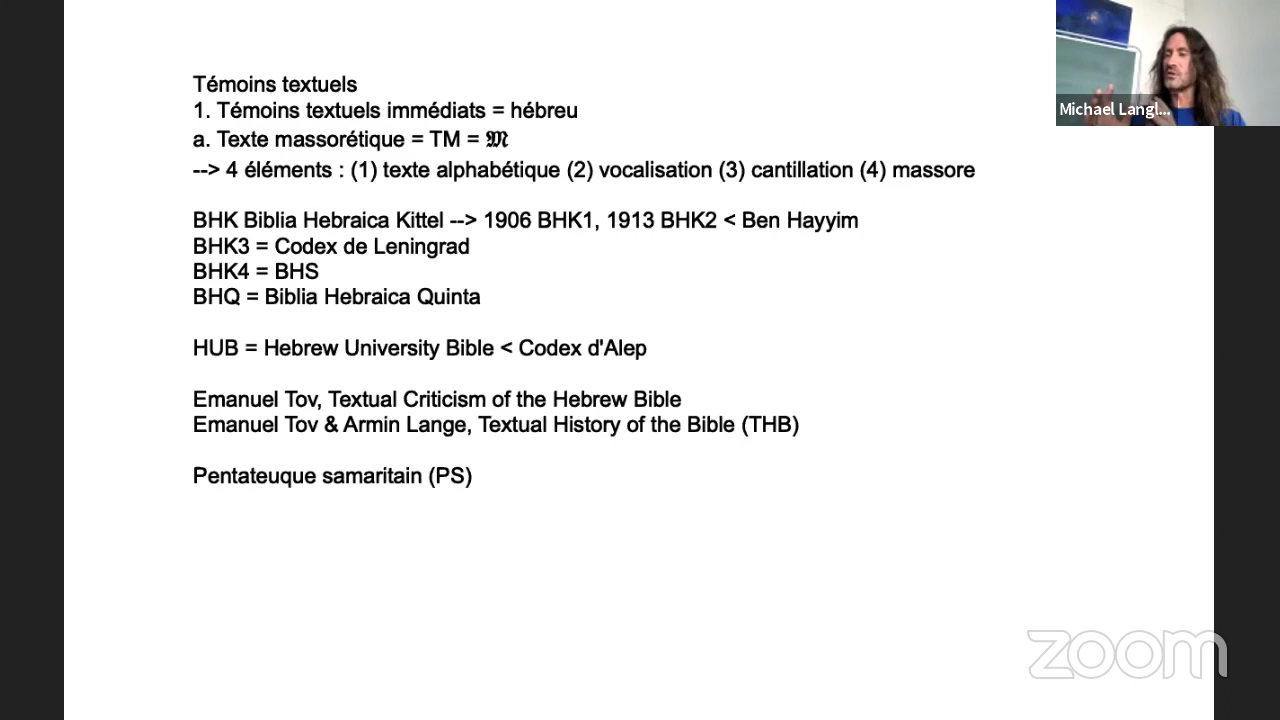 Témoins textuels
1. Témoins textuels immédiats = hébreu
a. Texte massorétique = TM = 𝕸
--> 4 éléments : (1) texte alphabétique (2) vocalisation (3) cantillation (4) massore
BHK Biblia Hebraica Kittel --> 1906 BHK1, 1913 BHK2 < Ben Hayyim
BHK3 = Codex de Leningrad
BHK4 = BHS
BHQ = Biblia Hebraica Quinta
HUB = Hebrew University Bible < Codex d'Alep
Emanuel Tov, Textual Criticism of the Hebrew Bible
Emanuel Tov & Armin Lange, Textual History of the Bible (THB)
Pentateuque samaritain (PS)
Michael Langl...
zoom